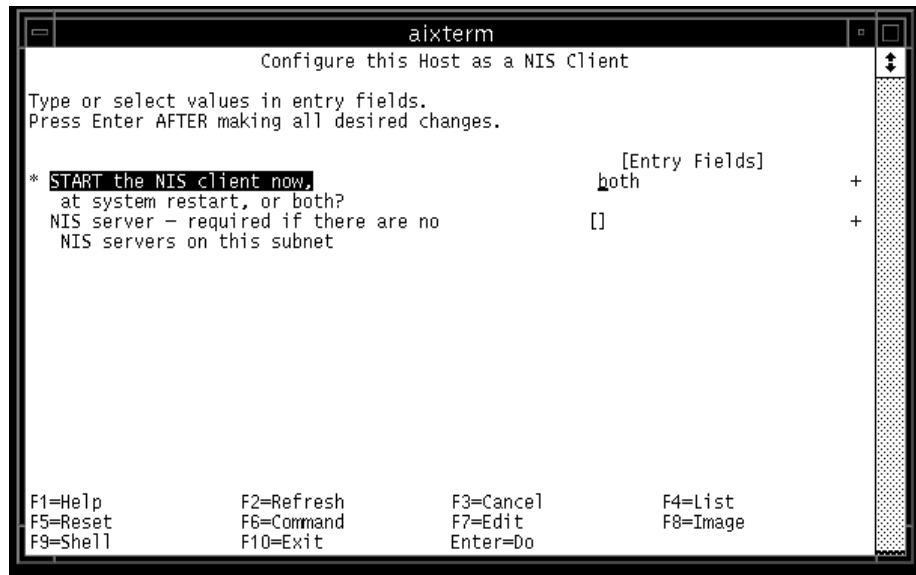 aixterm
Configure this Host as a NIS Client
Type or select values in entry fields.
Press Enter AFTER making all desired changes.
[Entry Fields]
* START the NIS client now, both +
at system restart, or both?
NIS server — required if there are no [] +
NIS servers on this subnet
F1=Help F2=Refresh F3=Cancel F4=List
F5=Reset F6=Command F7=Edit F8=Image
F9=Shell F10=Exit Enter=Do